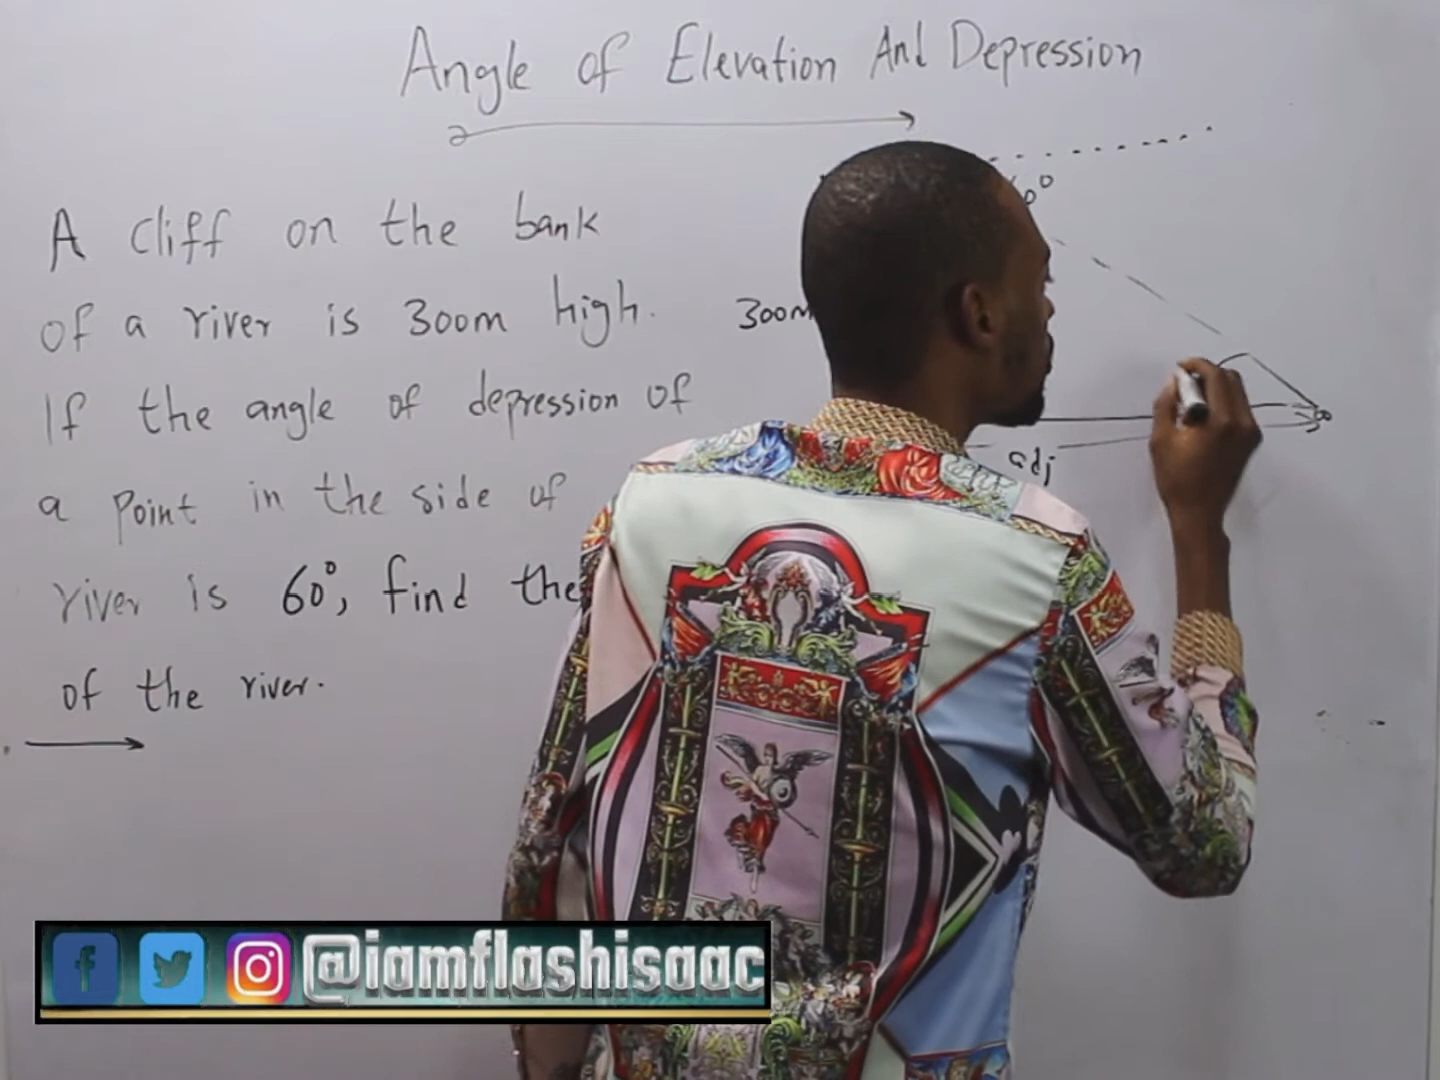 Angle of Elevation And Depression
A cliff on the bank
of a river is 300m high.
If the angle of depression of
a point in the side of
river is 60°, find the
of the river.
300m
adj
@iamflashisaac